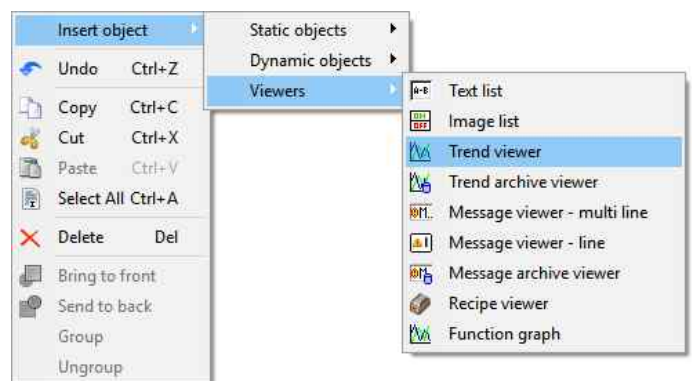 Insert object
Undo Ctrl+Z
Copy Ctrl+C
Cut Ctrl+X
Paste Ctrl+V
Select All Ctrl+A
Delete Del
Bring to front
Send to back
Group
Ungroup
Static objects
Dynamic objects
Viewers
Text list
Image list
Trend viewer
Trend archive viewer
Message viewer - multi line
Message viewer - line
Message archive viewer
Recipe viewer
Function graph